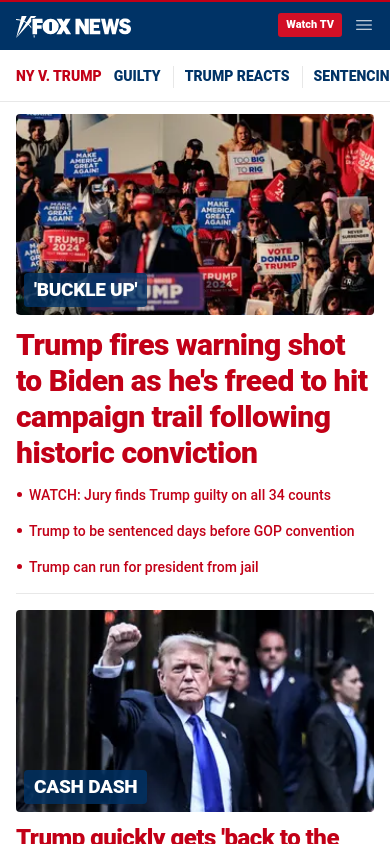 FOX NEWS
Watch TV
NY V. TRUMP GUILTY TRUMP REACTS SENTENCIN
TOO BIG
TO RIG
MAKE
AMERICA
GREAT
AGAIN!
MAKE
AMERICA
GREAT
AGAIN!
MAKE
AMERICA
GREAT
AGAIN!
NEVER
SURRENDER
TRUMP
2024
VOTE
DONALD
TRUMP
TRUMP
'BUCKLE UP'
Trump fires warning shot
to Biden as he's freed to hit
campaign trail following
historic conviction
• WATCH: Jury finds Trump guilty on all 34 counts
• Trump to be sentenced days before GOP convention
• Trump can run for president from jail
CASH DASH
Trump quickly gets 'back to the